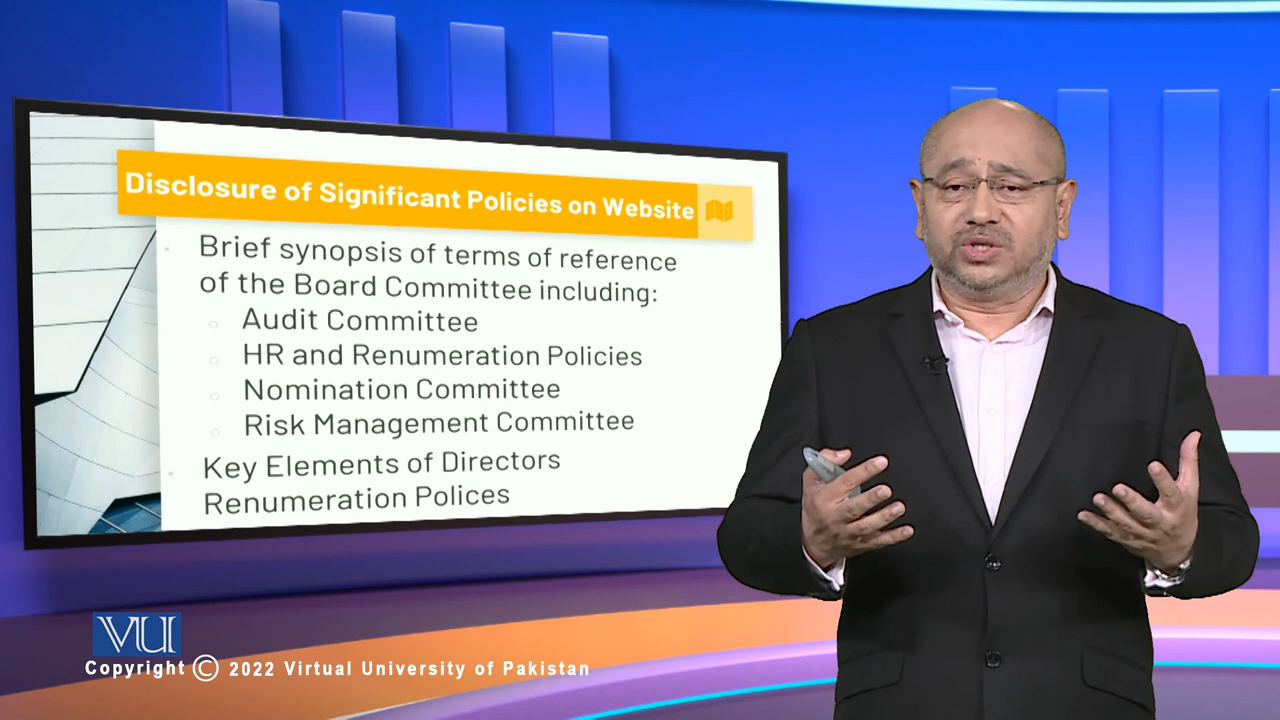 Disclosure of Significant Policies on Website
Brief synopsis of terms of reference
of the Board Committee including:
Audit Committee
HR and Renumeration Policies
Nomination Committee
Risk Management Committee
Key Elements of Directors
Renumeration Polices
VU
Copyright © 2022 Virtual University of Pakistan